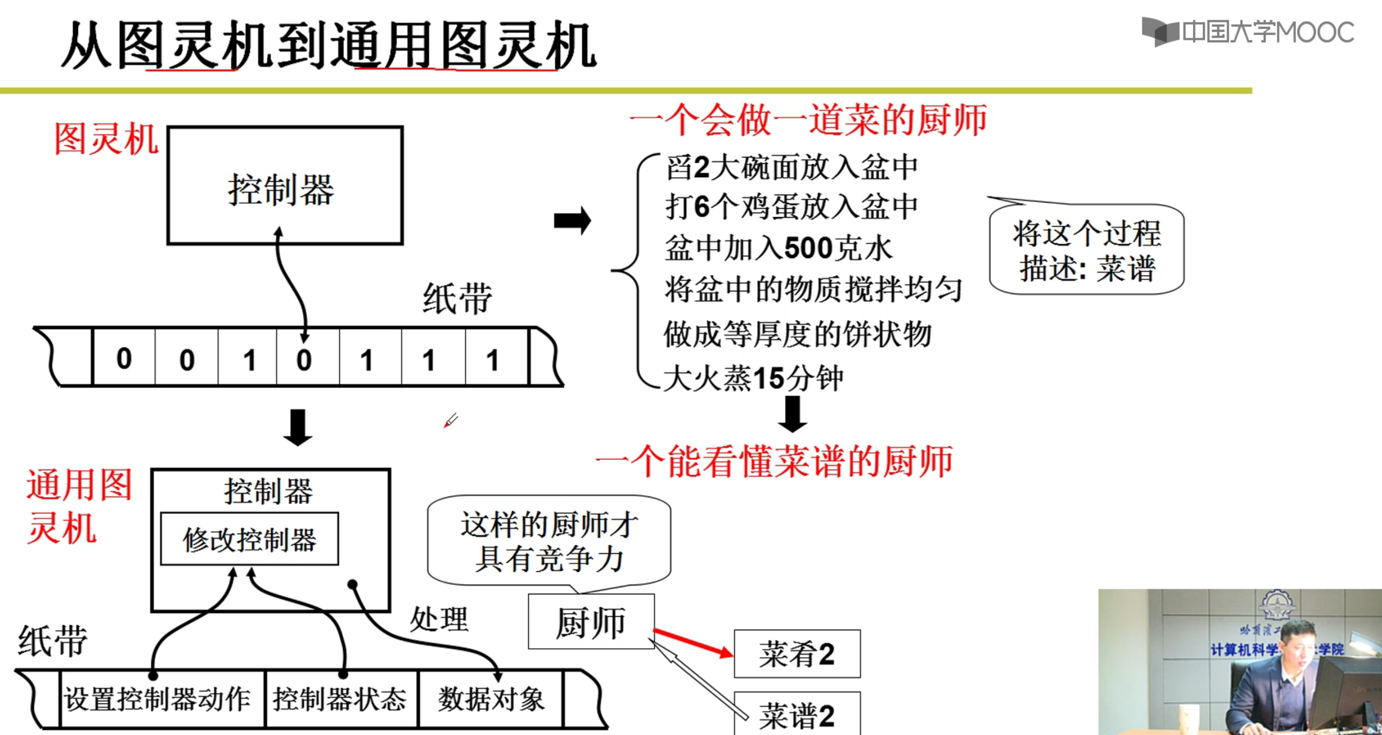 从图灵机到通用图灵机
中国大学MOOC
图灵机
控制器
纸带
0 0 1 0 1 1 1
一个会做一道菜的厨师
舀2大碗面放入盆中
打6个鸡蛋放入盆中
盆中加入500克水
将盆中的物质搅拌均匀
做成等厚度的饼状物
大火蒸15分钟
将这个过程
描述: 菜谱
一个能看懂菜谱的厨师
通用图
灵机
控制器
修改控制器
纸带
处理
设置控制器动作
控制器状态
数据对象
这样的厨师才
具有竞争力
厨师
菜肴2
菜谱2
计算机科学
学院